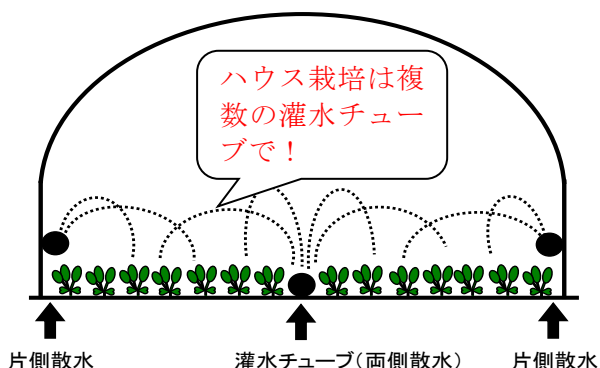 ハウス栽培は複
数の灌水チュー
ブで！
片側散水
灌水チューブ（両側散水）
片側散水